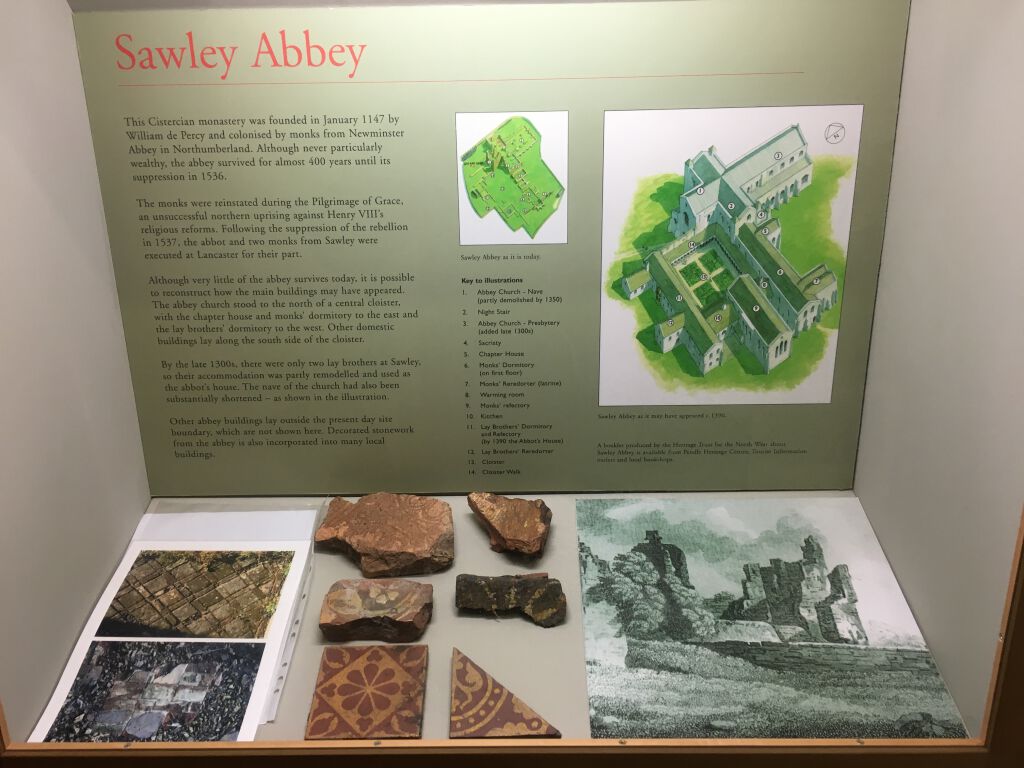 Sawley Abbey
This Cistercian monastery was founded in January 1147 by
William de Percy and colonised by monks from Newminster
Abbey in Northumberland. Although never particularly
wealthy, the abbey survived for almost 400 years until its
suppression in 1536.
The monks were reinstated during the Pilgrimage of Grace,
an unsuccessful northern uprising against Henry VIII's
religious reforms. Following the suppression of the rebellion
in 1537, the abbot and two monks from Sawley were
executed at Lancaster for their part.
Although very little of the abbey survives today, it is possible
to reconstruct how the main buildings may have appeared.
The abbey church stood to the north of a central cloister,
with the chapter house and monks' dormitory to the east and
the lay brothers' dormitory to the west. Other domestic
buildings lay along the south side of the cloister.
By the late 1300s, there were only two lay brothers at Sawley,
so their accommodation was partly remodelled and used as
the abbot's house. The nave of the church had also been
substantially shortened – as shown in the illustration.
Other abbey buildings lay outside the present day site
boundary, which are not shown here. Decorated stonework
from the abbey is also incorporated into many local
buildings.
Sawley Abbey as it is today.
Key to illustrations
1. Abbey Church - Nave
(partly demolished by 1350)
2. Night Stair
3. Abbey Church - Presbytery
(added late 1300s)
4. Sacristy
5. Chapter House
6. Monks' Dormitory
(on first floor)
7. Monks' Reredorter (latrine)
8. Warming room
9. Monks' refectory
10. Kitchen
11. Lay Brothers' Dormitory
and Refectory
(by 1390 the Abbot's House)
12. Lay Brothers' Reredorter
13. Cloister
14. Cloister Walk
Sawley Abbey as it may have appeared c.1390.
A booklet produced by the Heritage Trust for the North West about
Sawley Abbey is available from Pendle Heritage Centre, Tourist Information
centres and local bookshops.